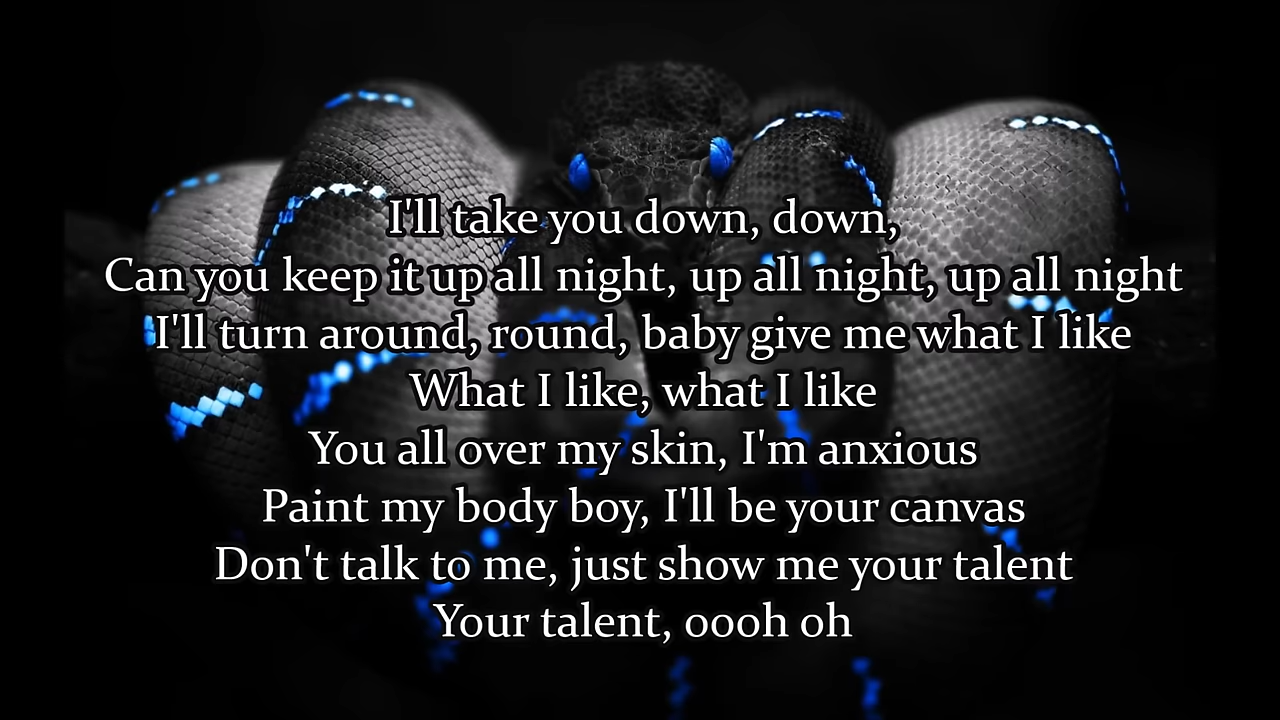 I'll take you down, down,
Can you keep it up all night, up all night, up all night
I'll turn around, round, baby give me what I like
What I like, what I like
You all over my skin, I'm anxious
Paint my body boy, I'll be your canvas
Don't talk to me, just show me your talent
Your talent, oooh oh